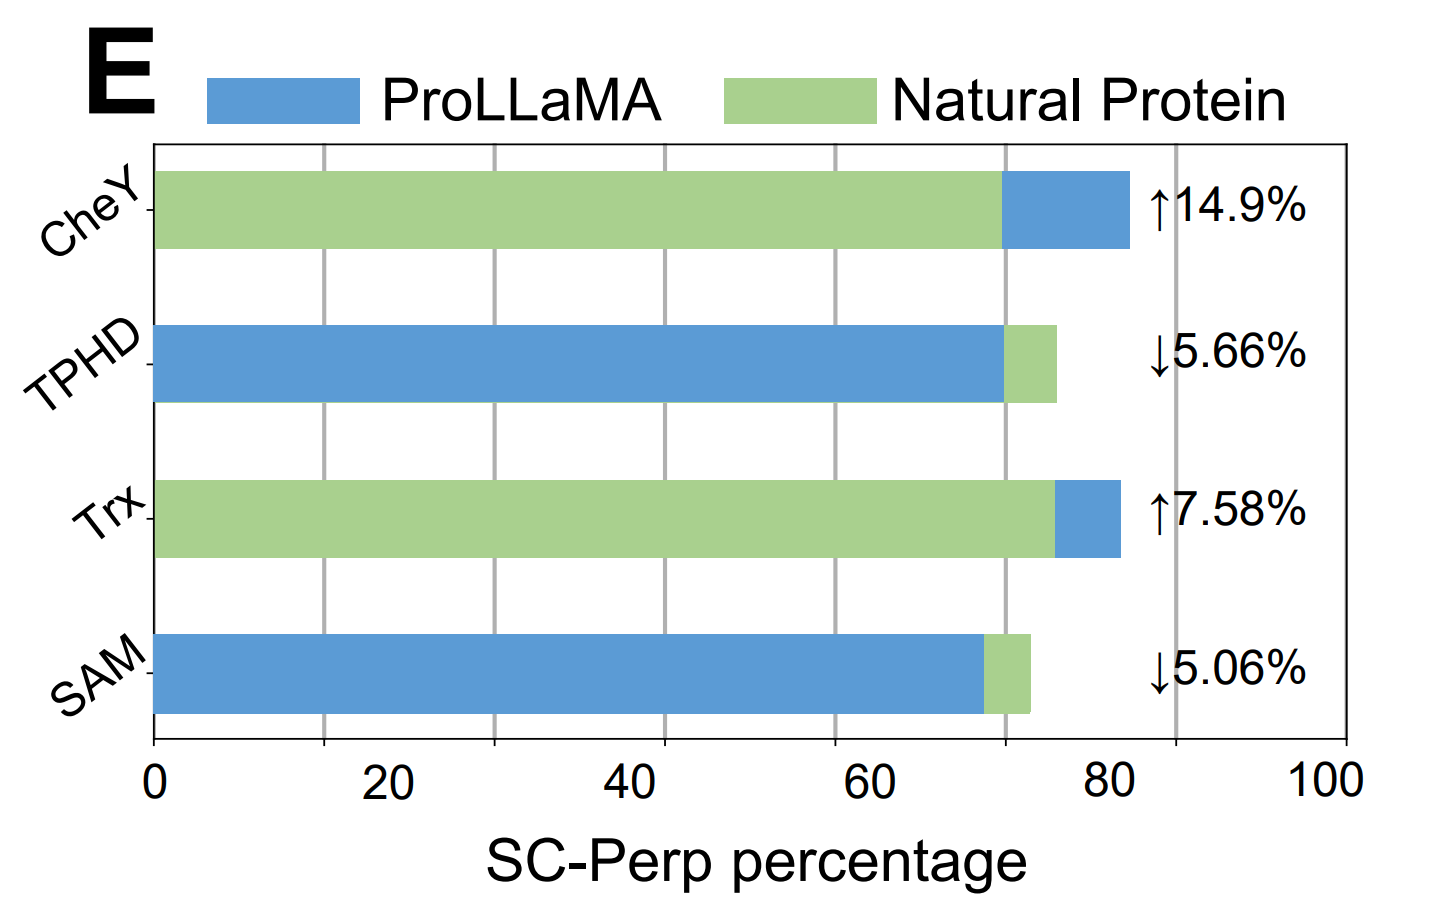 E
ProLLaMA Natural Protein
CheY ↑14.9%
TPHD ↓5.66%
Trx ↑7.58%
SAM ↓5.06%
0 20 40 60 80 100
SC-Perp percentage